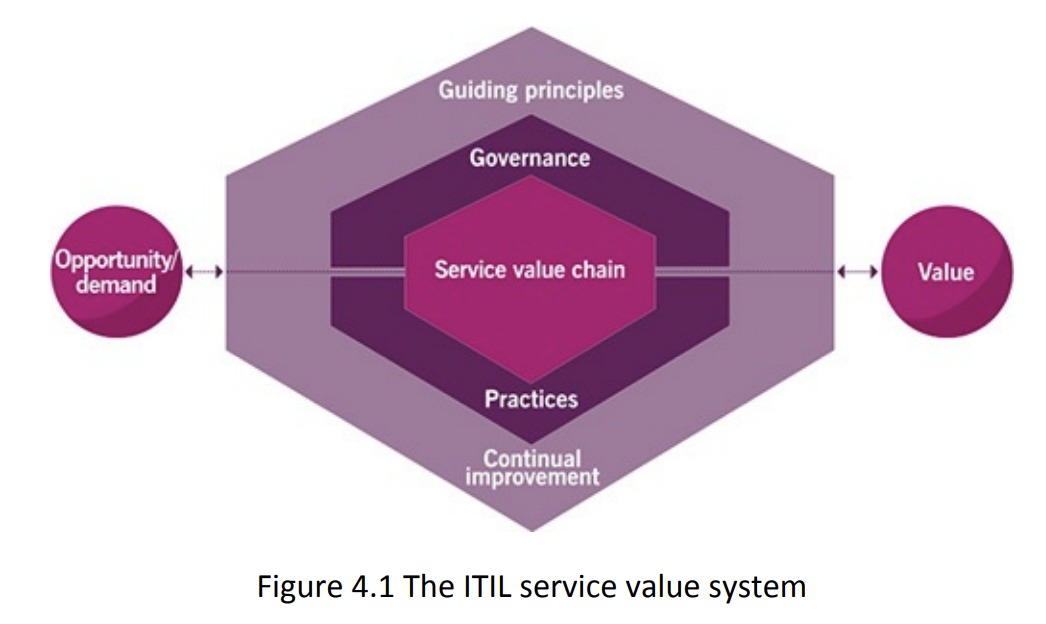 Guiding principles
Governance
Opportunity/
demand
Service value chain
Value
Practices
Continual
improvement
Figure 4.1 The ITIL service value system